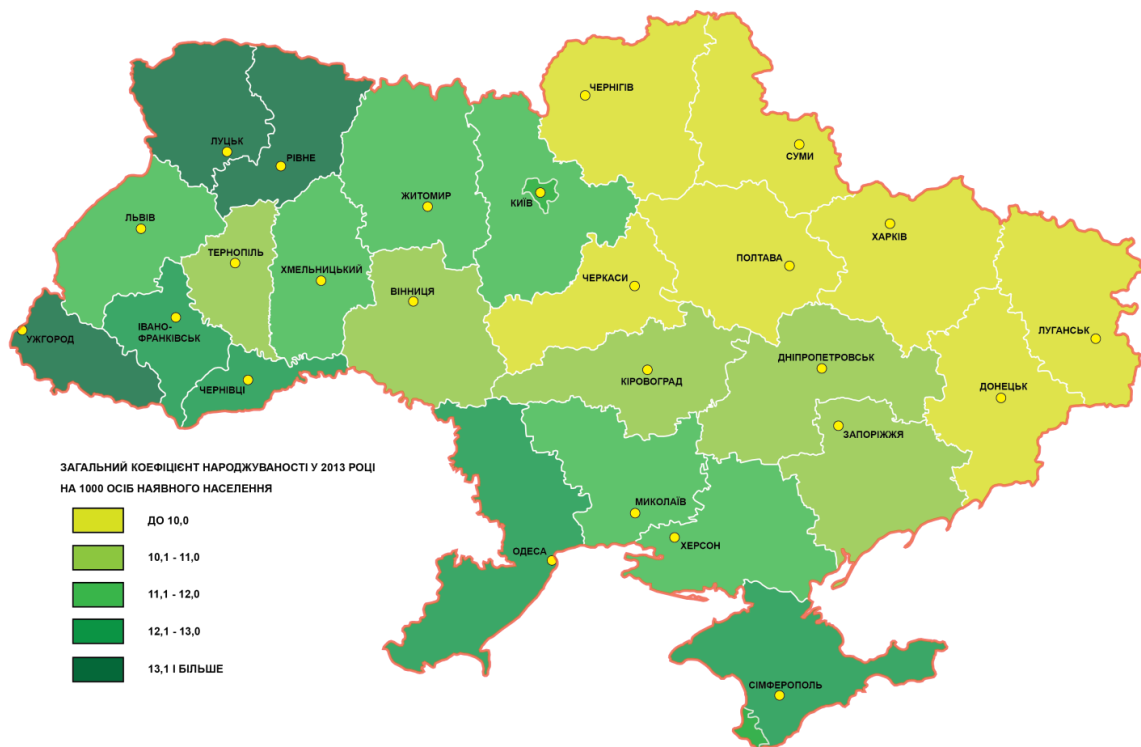 ЧЕРНІГІВ
СУМИ
ЛУЦЬК
РІВНЕ
ЖИТОМИР
КИЇВ
ЛЬВІВ
ХАРКІВ
ТЕРНОПІЛЬ
ПОЛТАВА
ХМЕЛЬНИЦЬКИЙ
ЧЕРКАСИ
ВІННИЦЯ
ІВАНО-
ФРАНКІВСЬК
УЖГОРОД
ЛУГАНСЬК
ДНІПРОПЕТРОВСЬК
КІРОВОГРАД
ЧЕРНІВЦІ
ДОНЕЦЬК
ЗАПОРІЖЖЯ
ЗАГАЛЬНИЙ КОЕФІЦІЄНТ НАРОДЖУВАНОСТІ У 2013 РОЦІ
НА 1000 ОСІБ НАЯВНОГО НАСЕЛЕННЯ
ДО 10,0
10,1 - 11,0
11,1 - 12,0
12,1 - 13,0
13,1 І БІЛЬШЕ
МИКОЛАЇВ
ХЕРСОН
ОДЕСА
СІМФЕРОПОЛЬ